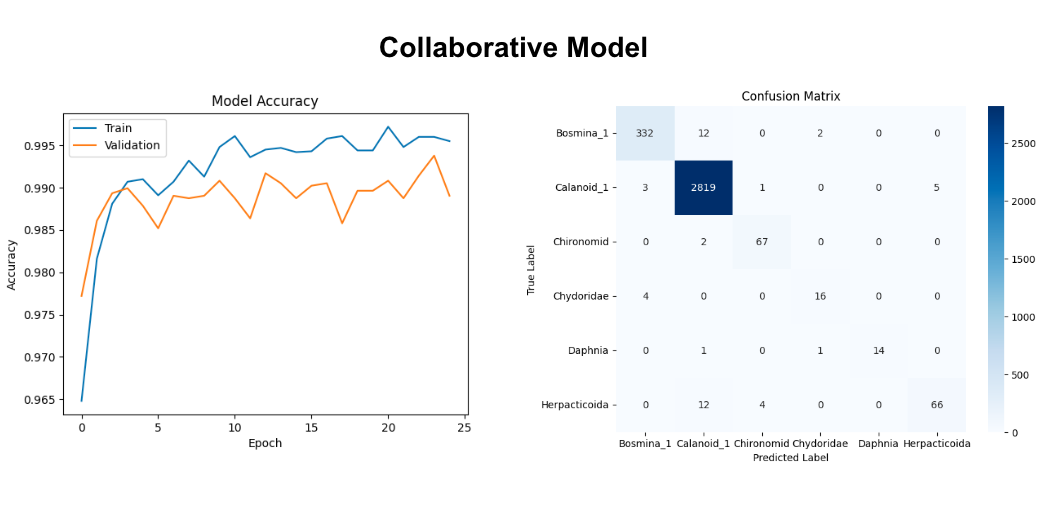 Collaborative Model
Model Accuracy
Train
Validation
0.995
0.990
0.985
0.980
0.975
0.970
0.965
Accuracy
0 5 10 15 20 25
Epoch
Confusion Matrix
Bosmina_1 332 12 0 2 0 0
Calanoid_1 3 2819 1 0 0 5
Chironomid 0 2 67 0 0 0
Chydoridae 4 0 0 16 0 0
Daphnia 0 1 0 1 14 0
Herpacticoida 0 12 4 0 0 66
True Label
Bosmina_1 Calanoid_1 Chironomid Chydoridae Daphnia Herpacticoida
Predicted Label
2500
2000
1500
1000
500
0